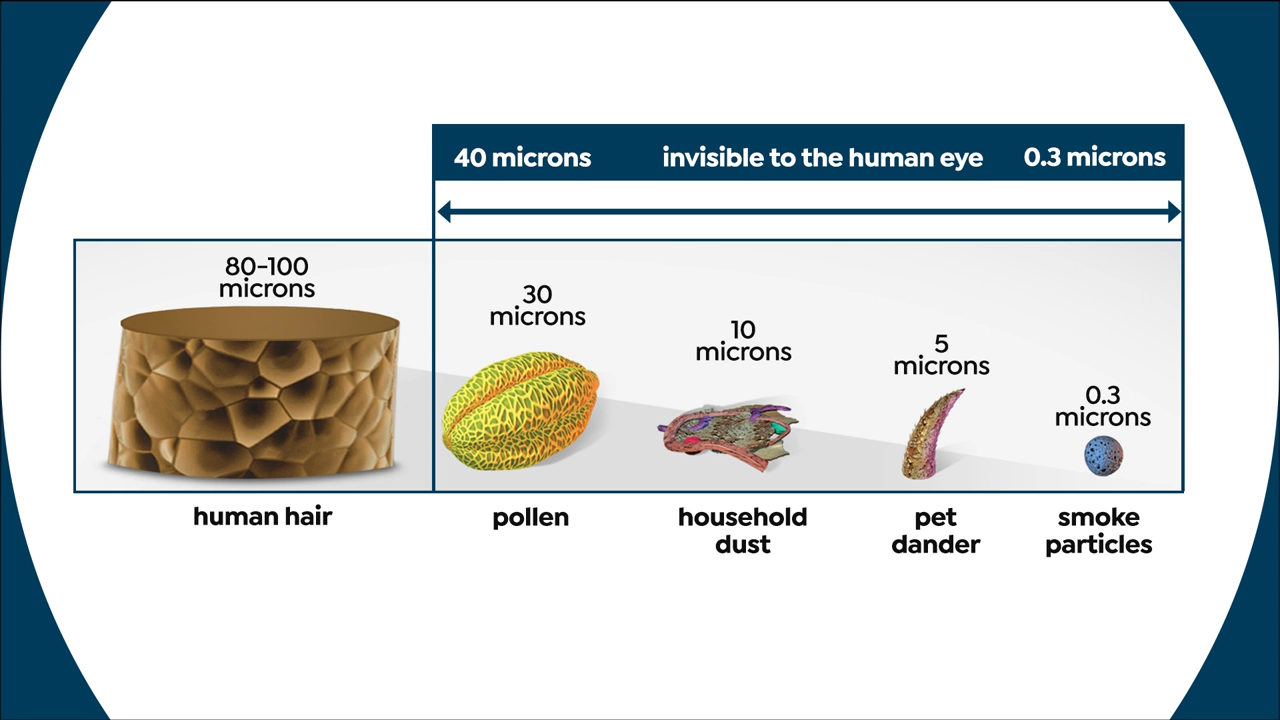 40 microns invisible to the human eye 0.3 microns
80-100
microns
30
microns
10
microns
5
microns
0.3
microns
human hair
pollen
household
dust
pet
dander
smoke
particles